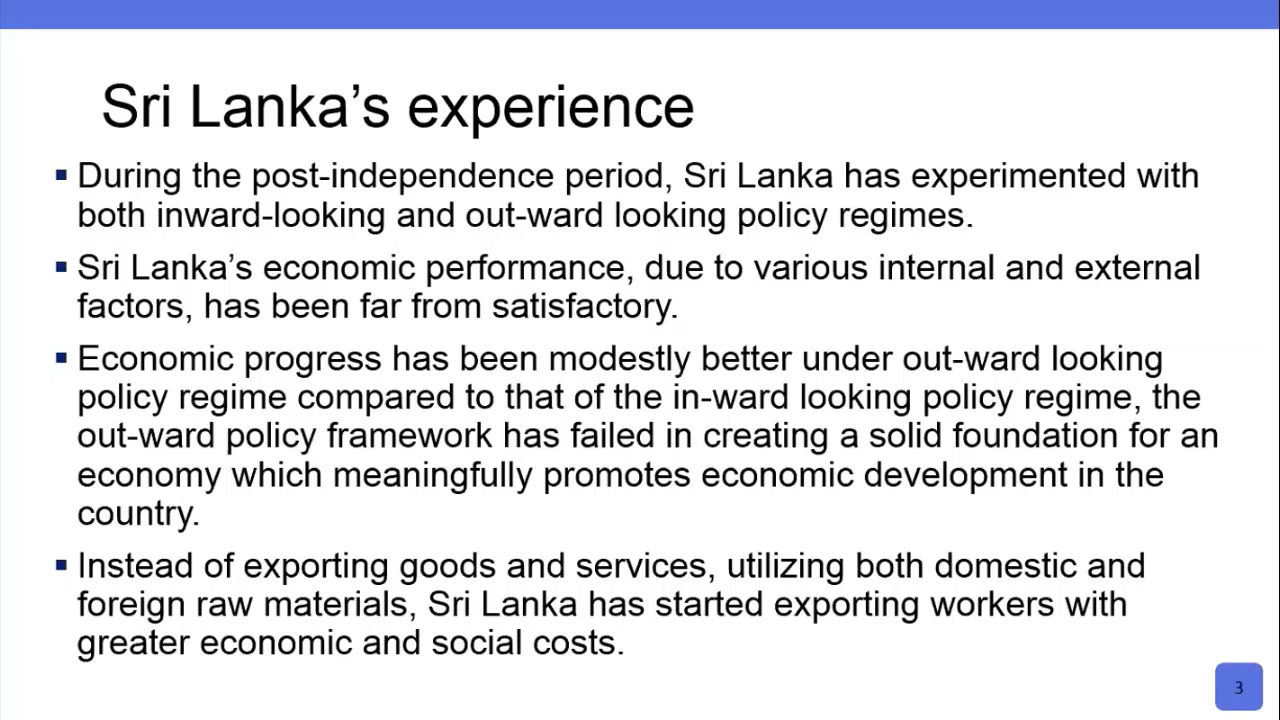 Sri Lanka’s experience
▪ During the post-independence period, Sri Lanka has experimented with
both inward-looking and out-ward looking policy regimes.
▪ Sri Lanka’s economic performance, due to various internal and external
factors, has been far from satisfactory.
▪ Economic progress has been modestly better under out-ward looking
policy regime compared to that of the in-ward looking policy regime, the
out-ward policy framework has failed in creating a solid foundation for an
economy which meaningfully promotes economic development in the
country.
▪ Instead of exporting goods and services, utilizing both domestic and
foreign raw materials, Sri Lanka has started exporting workers with
greater economic and social costs.
3